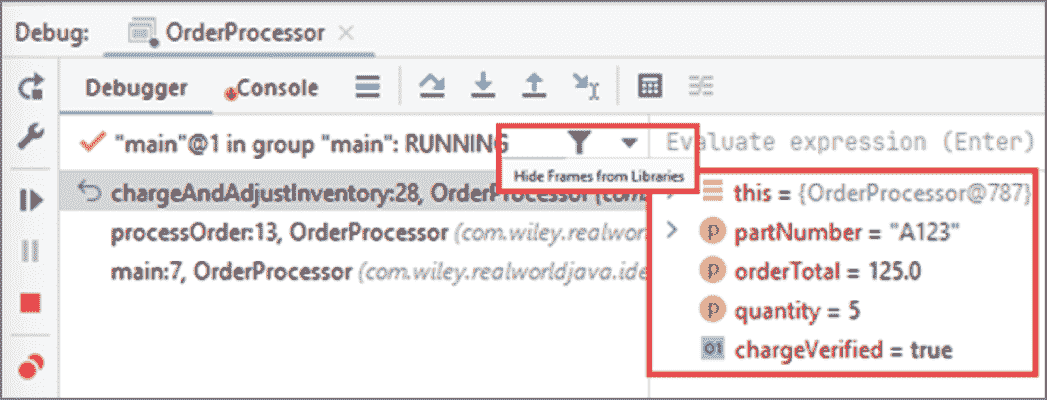 Debug: OrderProcessor
Debugger Console
"main"@1 in group "main": RUNNING
Hide Frames from Libraries
Evaluate expression (Enter)
chargeAndAdjustInventory:28, OrderProcessor
processOrder:13, OrderProcessor (com.wiley.realworl
main:7, OrderProcessor (com.wiley.realworldjava.ide
this = {OrderProcessor@787}
p partNumber = "A123"
p orderTotal = 125.0
p quantity = 5
01 chargeVerified = true